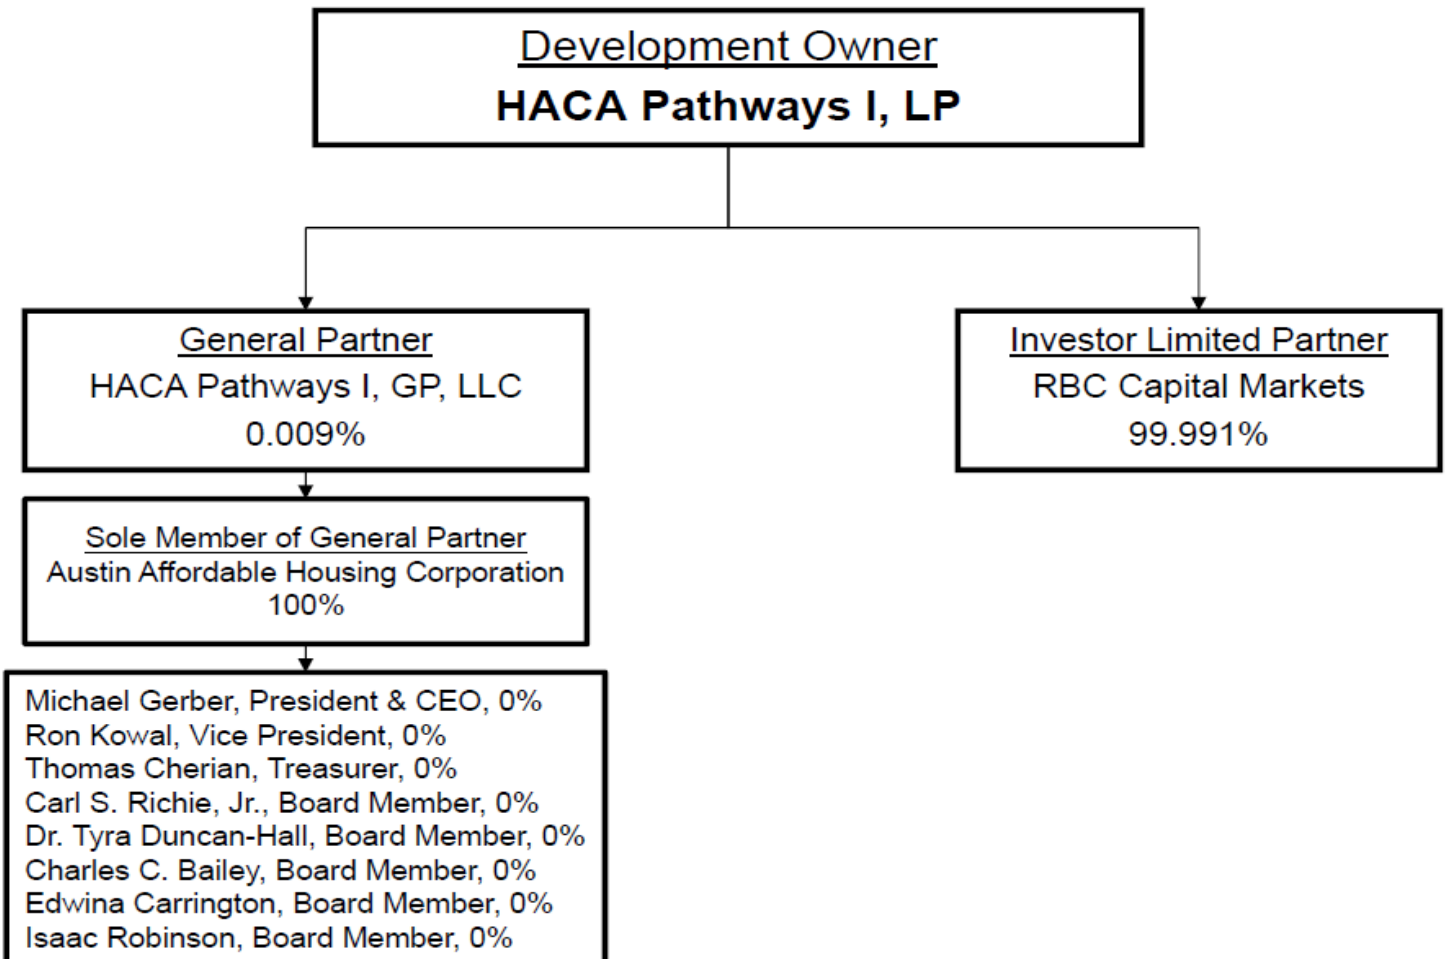 Development Owner
HACA Pathways I, LP
General Partner
HACA Pathways I, GP, LLC
0.009%
Investor Limited Partner
RBC Capital Markets
99.991%
Sole Member of General Partner
Austin Affordable Housing Corporation
100%
Michael Gerber, President & CEO, 0%
Ron Kowal, Vice President, 0%
Thomas Cherian, Treasurer, 0%
Carl S. Richie, Jr., Board Member, 0%
Dr. Tyra Duncan-Hall, Board Member, 0%
Charles C. Bailey, Board Member, 0%
Edwina Carrington, Board Member, 0%
Isaac Robinson, Board Member, 0%